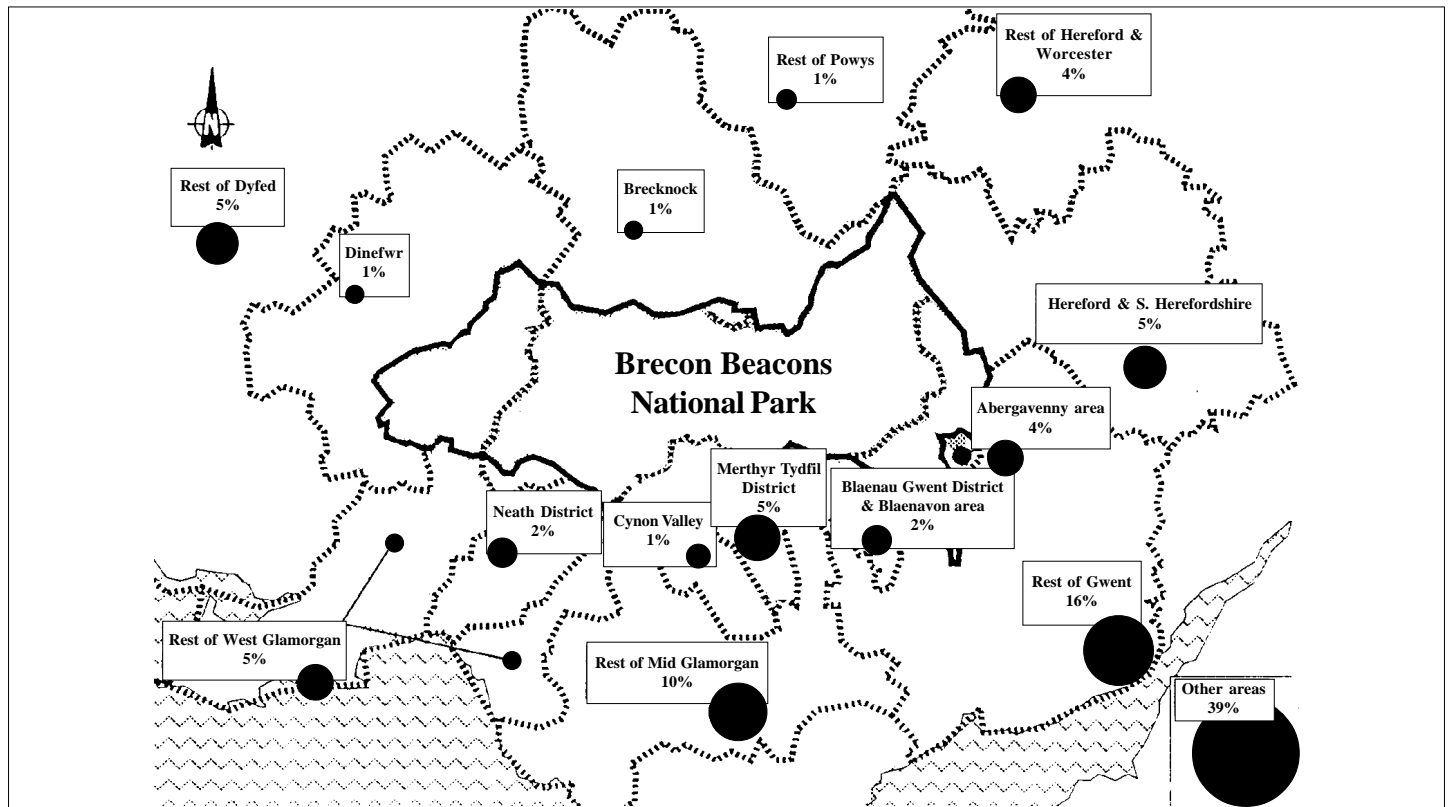 Rest of Hereford &
Worcester
4%
Rest of Powys
1%
N
Rest of Dyfed
5%
Brecknock
1%
Dinefwr
1%
Hereford & S. Herefordshire
5%
Brecon Beacons
National Park
Abergavenny area
4%
Merthyr Tydfil
District
5%
Blaenau Gwent District
& Blaenavon area
2%
Neath District
2%
Cynon Valley
1%
Rest of Gwent
16%
Rest of West Glamorgan
5%
Rest of Mid Glamorgan
10%
Other areas
39%